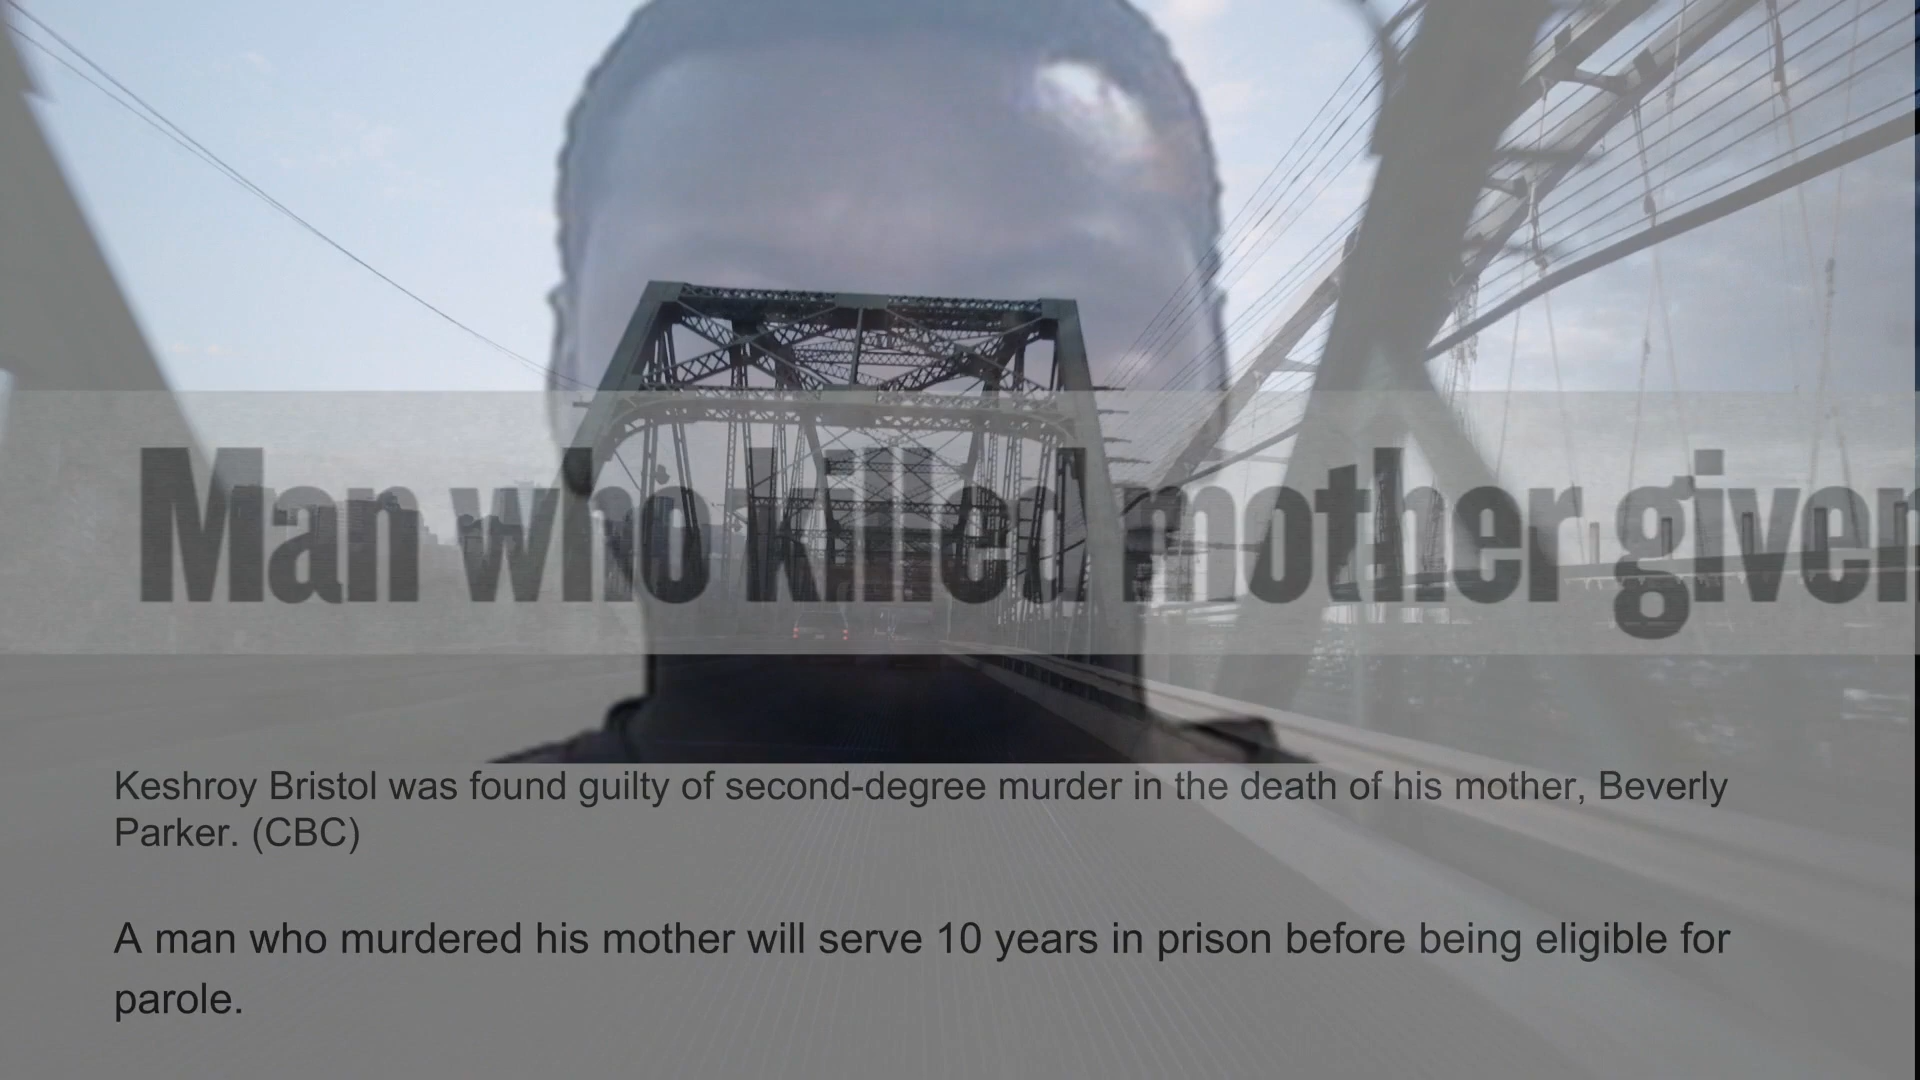 Man who killed mother given
Keshroy Bristol was found guilty of second-degree murder in the death of his mother, Beverly
Parker. (CBC)
A man who murdered his mother will serve 10 years in prison before being eligible for
parole.